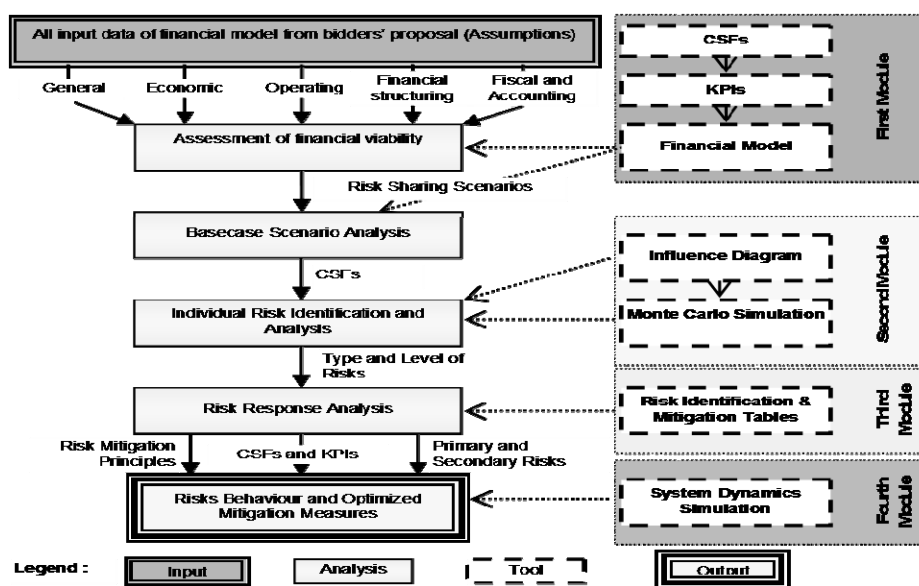 All input data of financial model from bidders' proposal (Assumptions)
General
Economic
Operating
Financial
structuring
Fiscal and
Accounting
Assessment of financial viability
Risk Sharing Scenarios
Basecase Scenario Analysis
CSFs
Individual Risk Identification and
Analysis
Type and Level of
Risks
Risk Response Analysis
Risk Mitigation
Principles
CSFs and KPIs
Primary and
Secondary Risks
Risks Behaviour and Optimized
Mitigation Measures
CSFs
KPIs
Financial Model
First Module
Influence Diagram
Monte Carlo Simulation
Second Module
Risk Identification &
Mitigation Tables
Third
Module
System Dynamics
Simulation
Fourth
Module
Legend :
Input
Analysis
Tool
Output